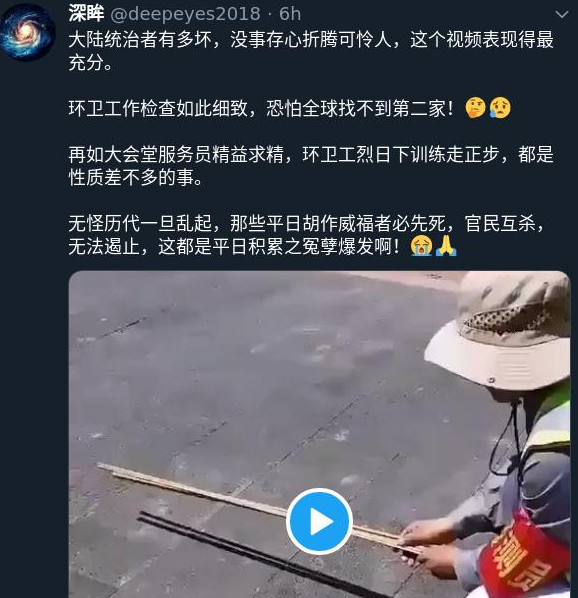 深眸 @deepeyes2018 · 6h
大陆统治者有多坏，没事存心折腾可怜人，这个视频表现得最
充分。
环卫工作检查如此细致，恐怕全球找不到第二家！🤔😢
再如大会堂服务员精益求精，环卫工烈日下训练走正步，都是
性质差不多的事。
无怪历代一旦乱起，那些平日胡作威福者必先死，官民互杀，
无法遏止，这都是平日积累之冤孽爆发啊！😭🙏
测员